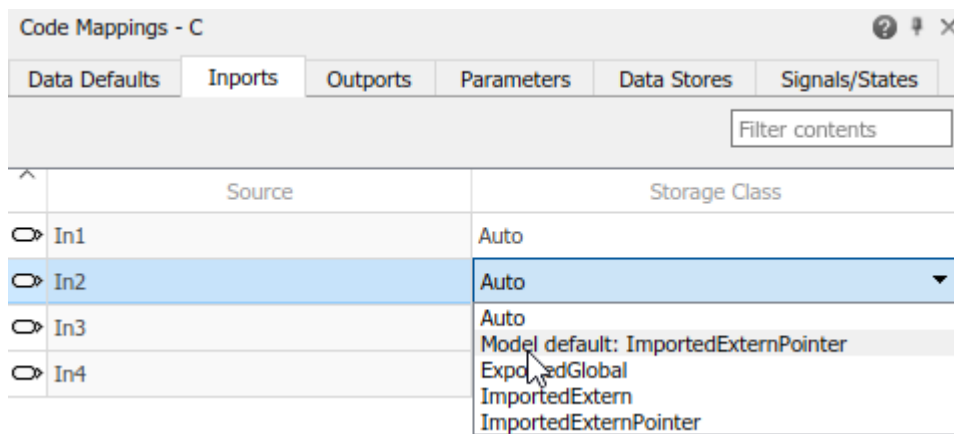 Code Mappings - C
Data Defaults Inports Outports Parameters Data Stores Signals/States
Filter contents
Source Storage Class
In1 Auto
In2 Auto
In3 Auto
Model default: ImportedExternPointer
In4 ExportedGlobal
ImportedExtern
ImportedExternPointer